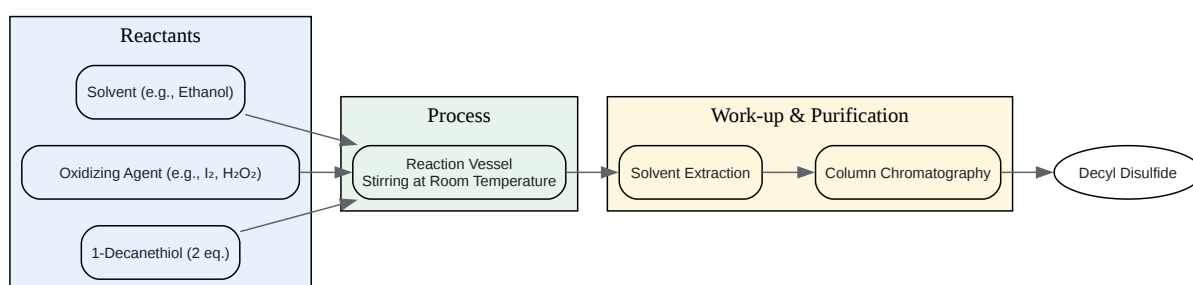 Reactants
Solvent (e.g., Ethanol)
Oxidizing Agent (e.g., I₂, H₂O₂)
1-Decanethiol (2 eq.)
Process
Reaction Vessel
Stirring at Room Temperature
Work-up & Purification
Solvent Extraction
Column Chromatography
Decyl Disulfide